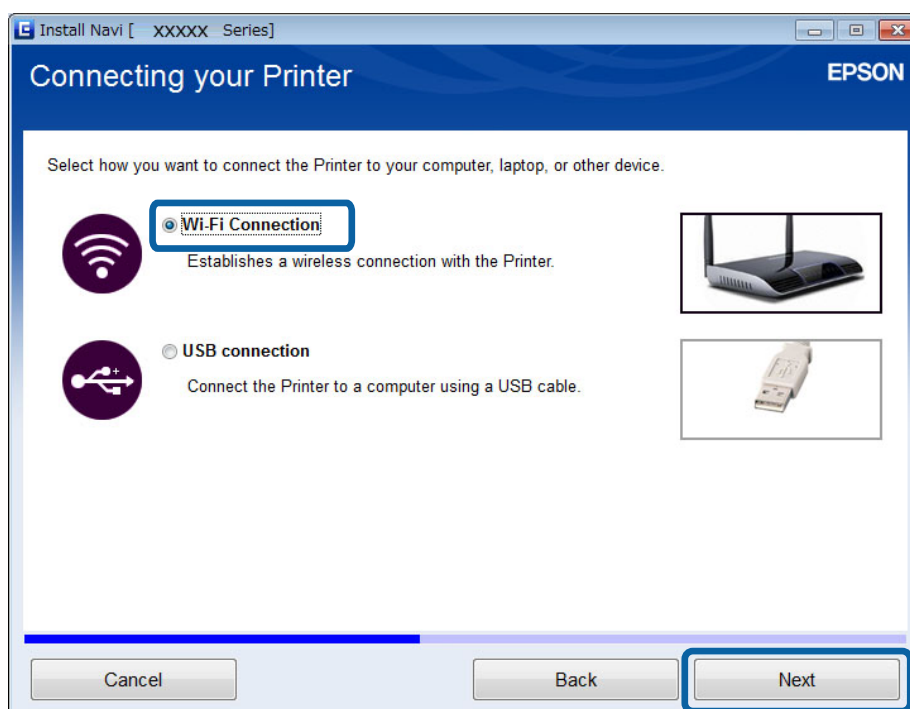 Install Navi [ XXXXX Series]
Connecting your Printer
EPSON
Select how you want to connect the Printer to your computer, laptop, or other device.
Wi-Fi Connection
Establishes a wireless connection with the Printer.
USB connection
Connect the Printer to a computer using a USB cable.
Cancel
Back
Next